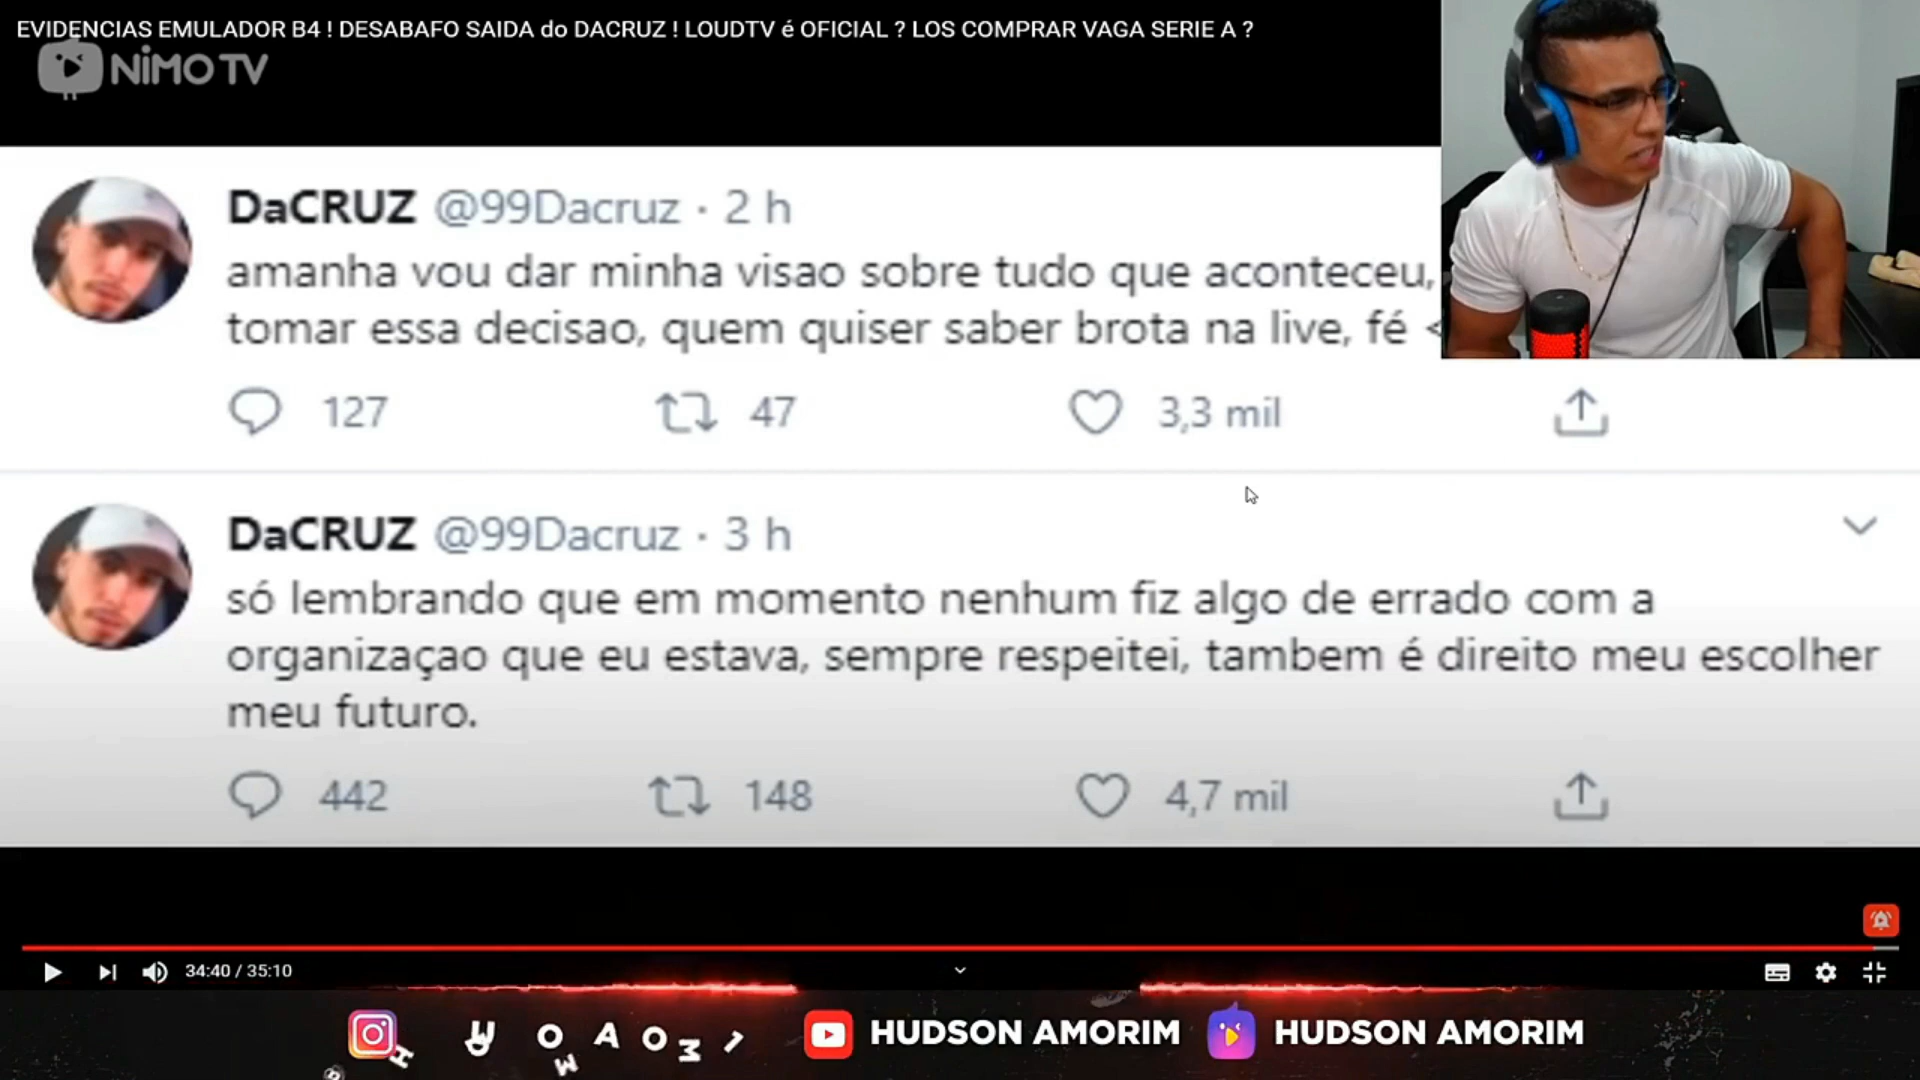 EVIDENCIAS EMULADOR B4 ! DESABAFO SAIDA do DACRUZ ! LOUDTV é OFICIAL ? LOS COMPRAR VAGA SERIE A ?
NIMO TV
DaCRUZ @99Dacruz · 2 h
amanha vou dar minha visao sobre tudo que aconteceu,
tomar essa decisao, quem quiser saber brota na live, fé <
127 47 3,3 mil
DaCRUZ @99Dacruz · 3 h
só lembrando que em momento nenhum fiz algo de errado com a
organizaçao que eu estava, sempre respeitei, tambem é direito meu escolher
meu futuro.
442 148 4,7 mil
34:40 / 35:10
HUDSON AMORIM HUDSON AMORIM